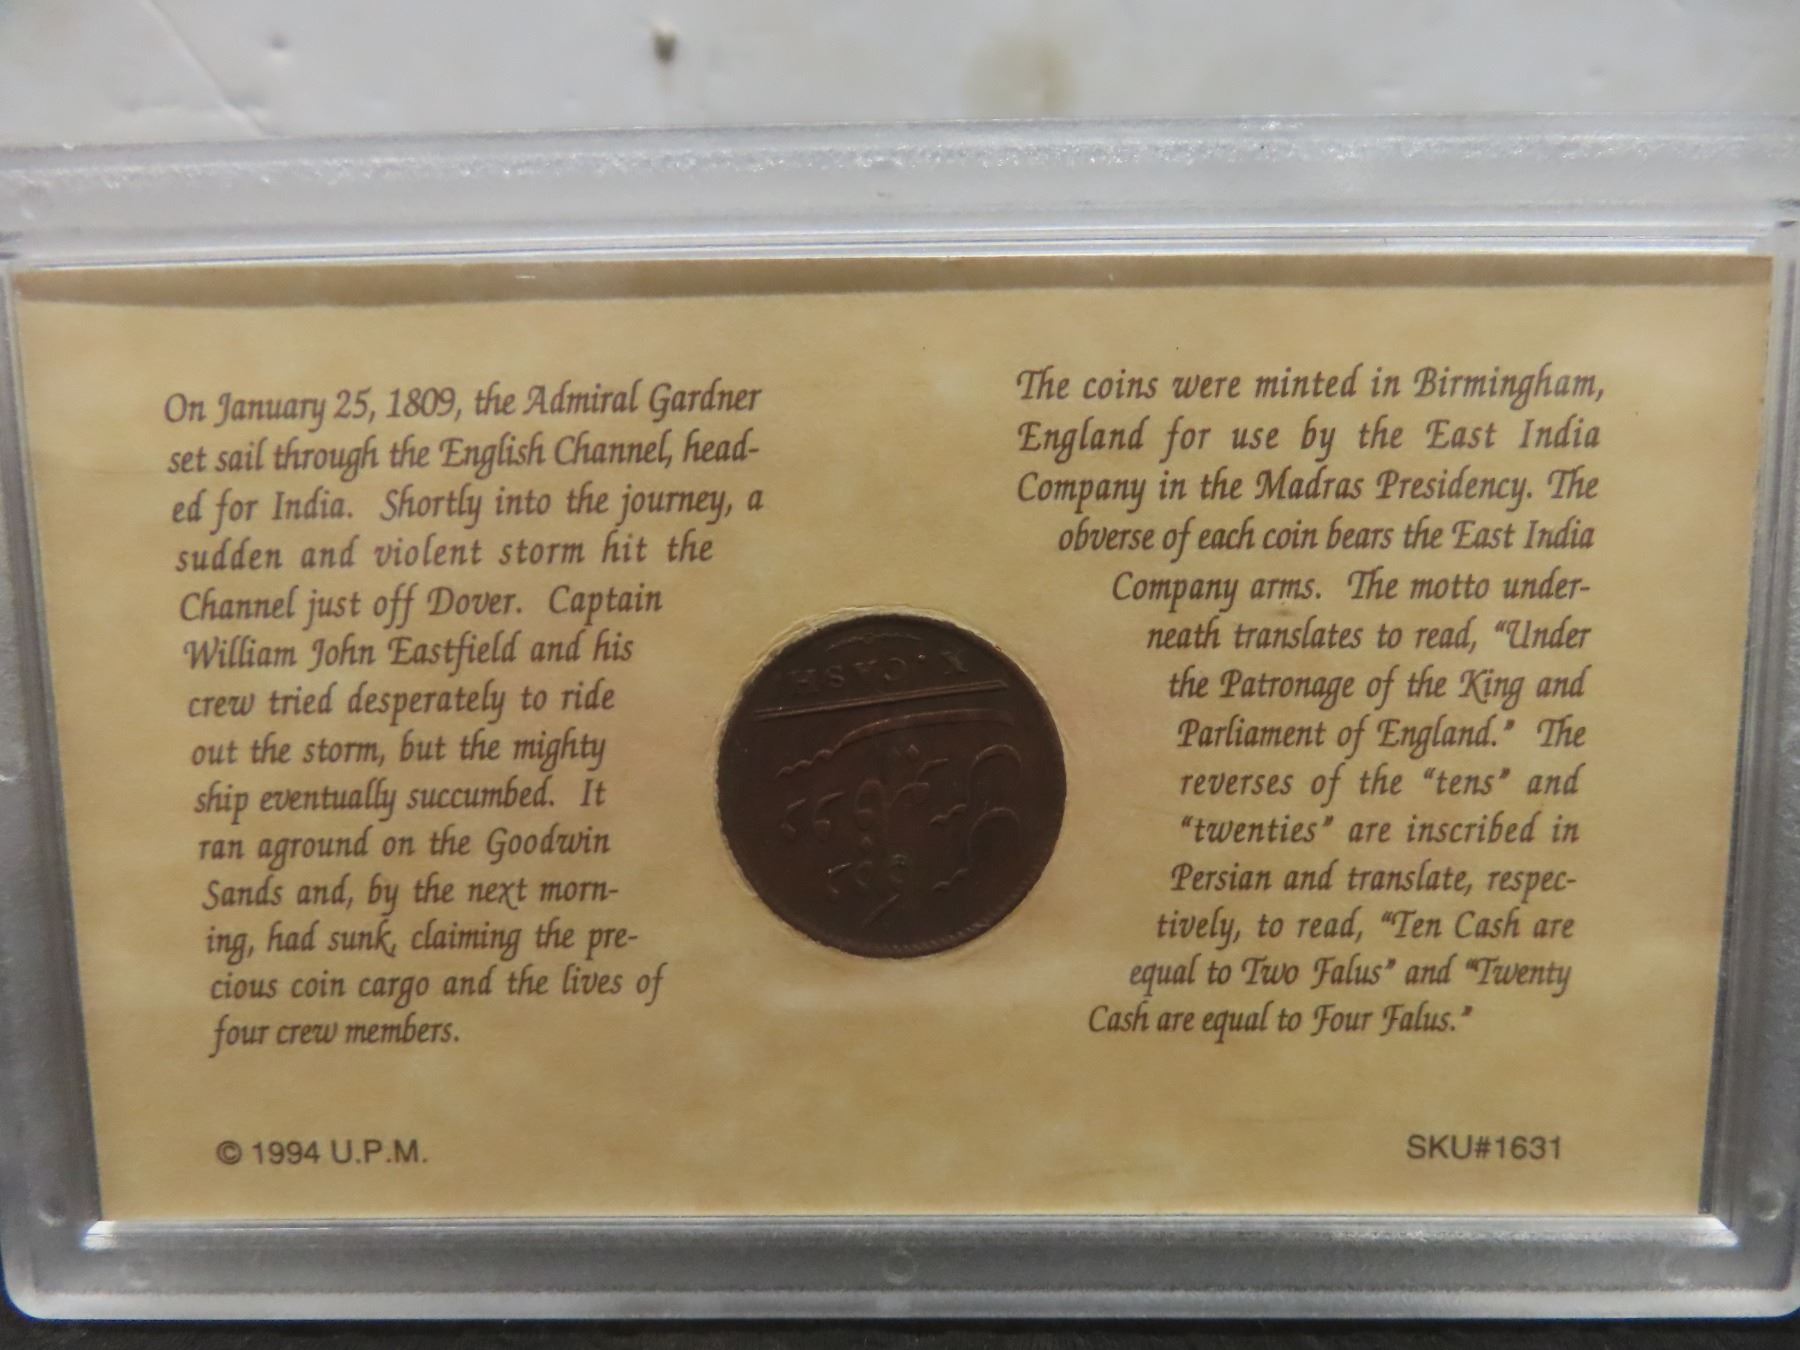 On January 25, 1809, the Admiral Gardner
set sail through the English Channel, head-
ed for India. Shortly into the journey, a
sudden and violent storm hit the
Channel just off Dover. Captain
William John Eastfield and his
crew tried desperately to ride
out the storm, but the mighty
ship eventually succumbed. It
ran aground on the Goodwin
Sands and, by the next morn-
ing, had sunk, claiming the pre-
cious coin cargo and the lives of
four crew members.
© 1994 U.P.M.
X . CASH
The coins were minted in Birmingham,
England for use by the East India
Company in the Madras Presidency. The
obverse of each coin bears the East India
Company arms. The motto under-
neath translates to read, “Under
the Patronage of the King and
Parliament of England.” The
reverses of the “tens” and
“twenties” are inscribed in
Persian and translate, respec-
tively, to read, “Ten Cash are
equal to Two Falus” and “Twenty
Cash are equal to Four Falus.”
SKU#1631